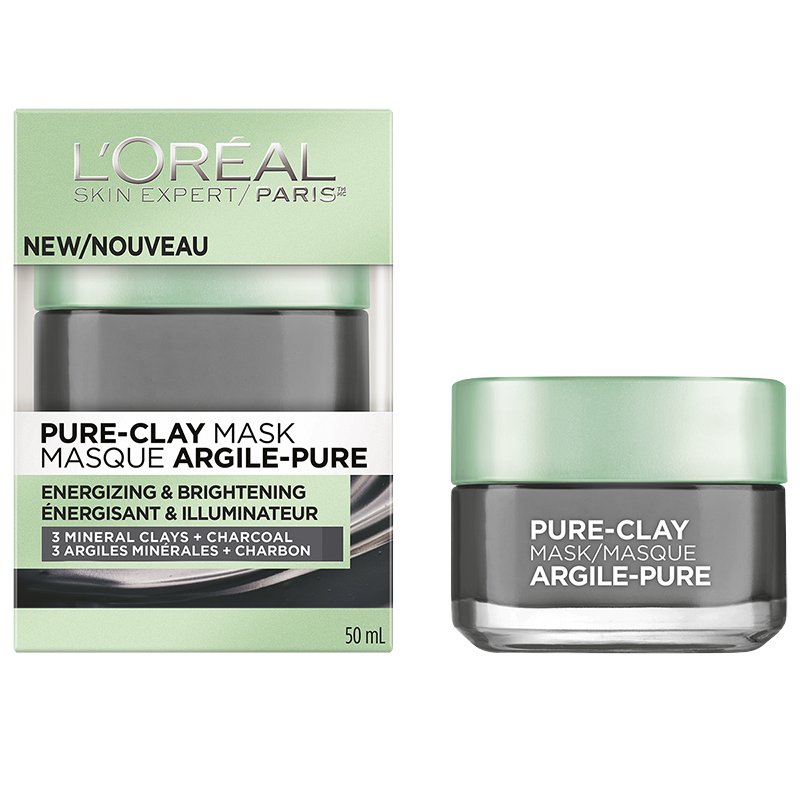 L'ORÉAL
SKIN EXPERT/PARIS TM MC
NEW/NOUVEAU
PURE-CLAY MASK
MASQUE ARGILE-PURE
ENERGIZING & BRIGHTENING
ÉNERGISANT & ILLUMINATEUR
3 MINERAL CLAYS + CHARCOAL
3 ARGILES MINÉRALES + CHARBON
50 mL
PURE-CLAY
MASK/MASQUE
ARGILE-PURE